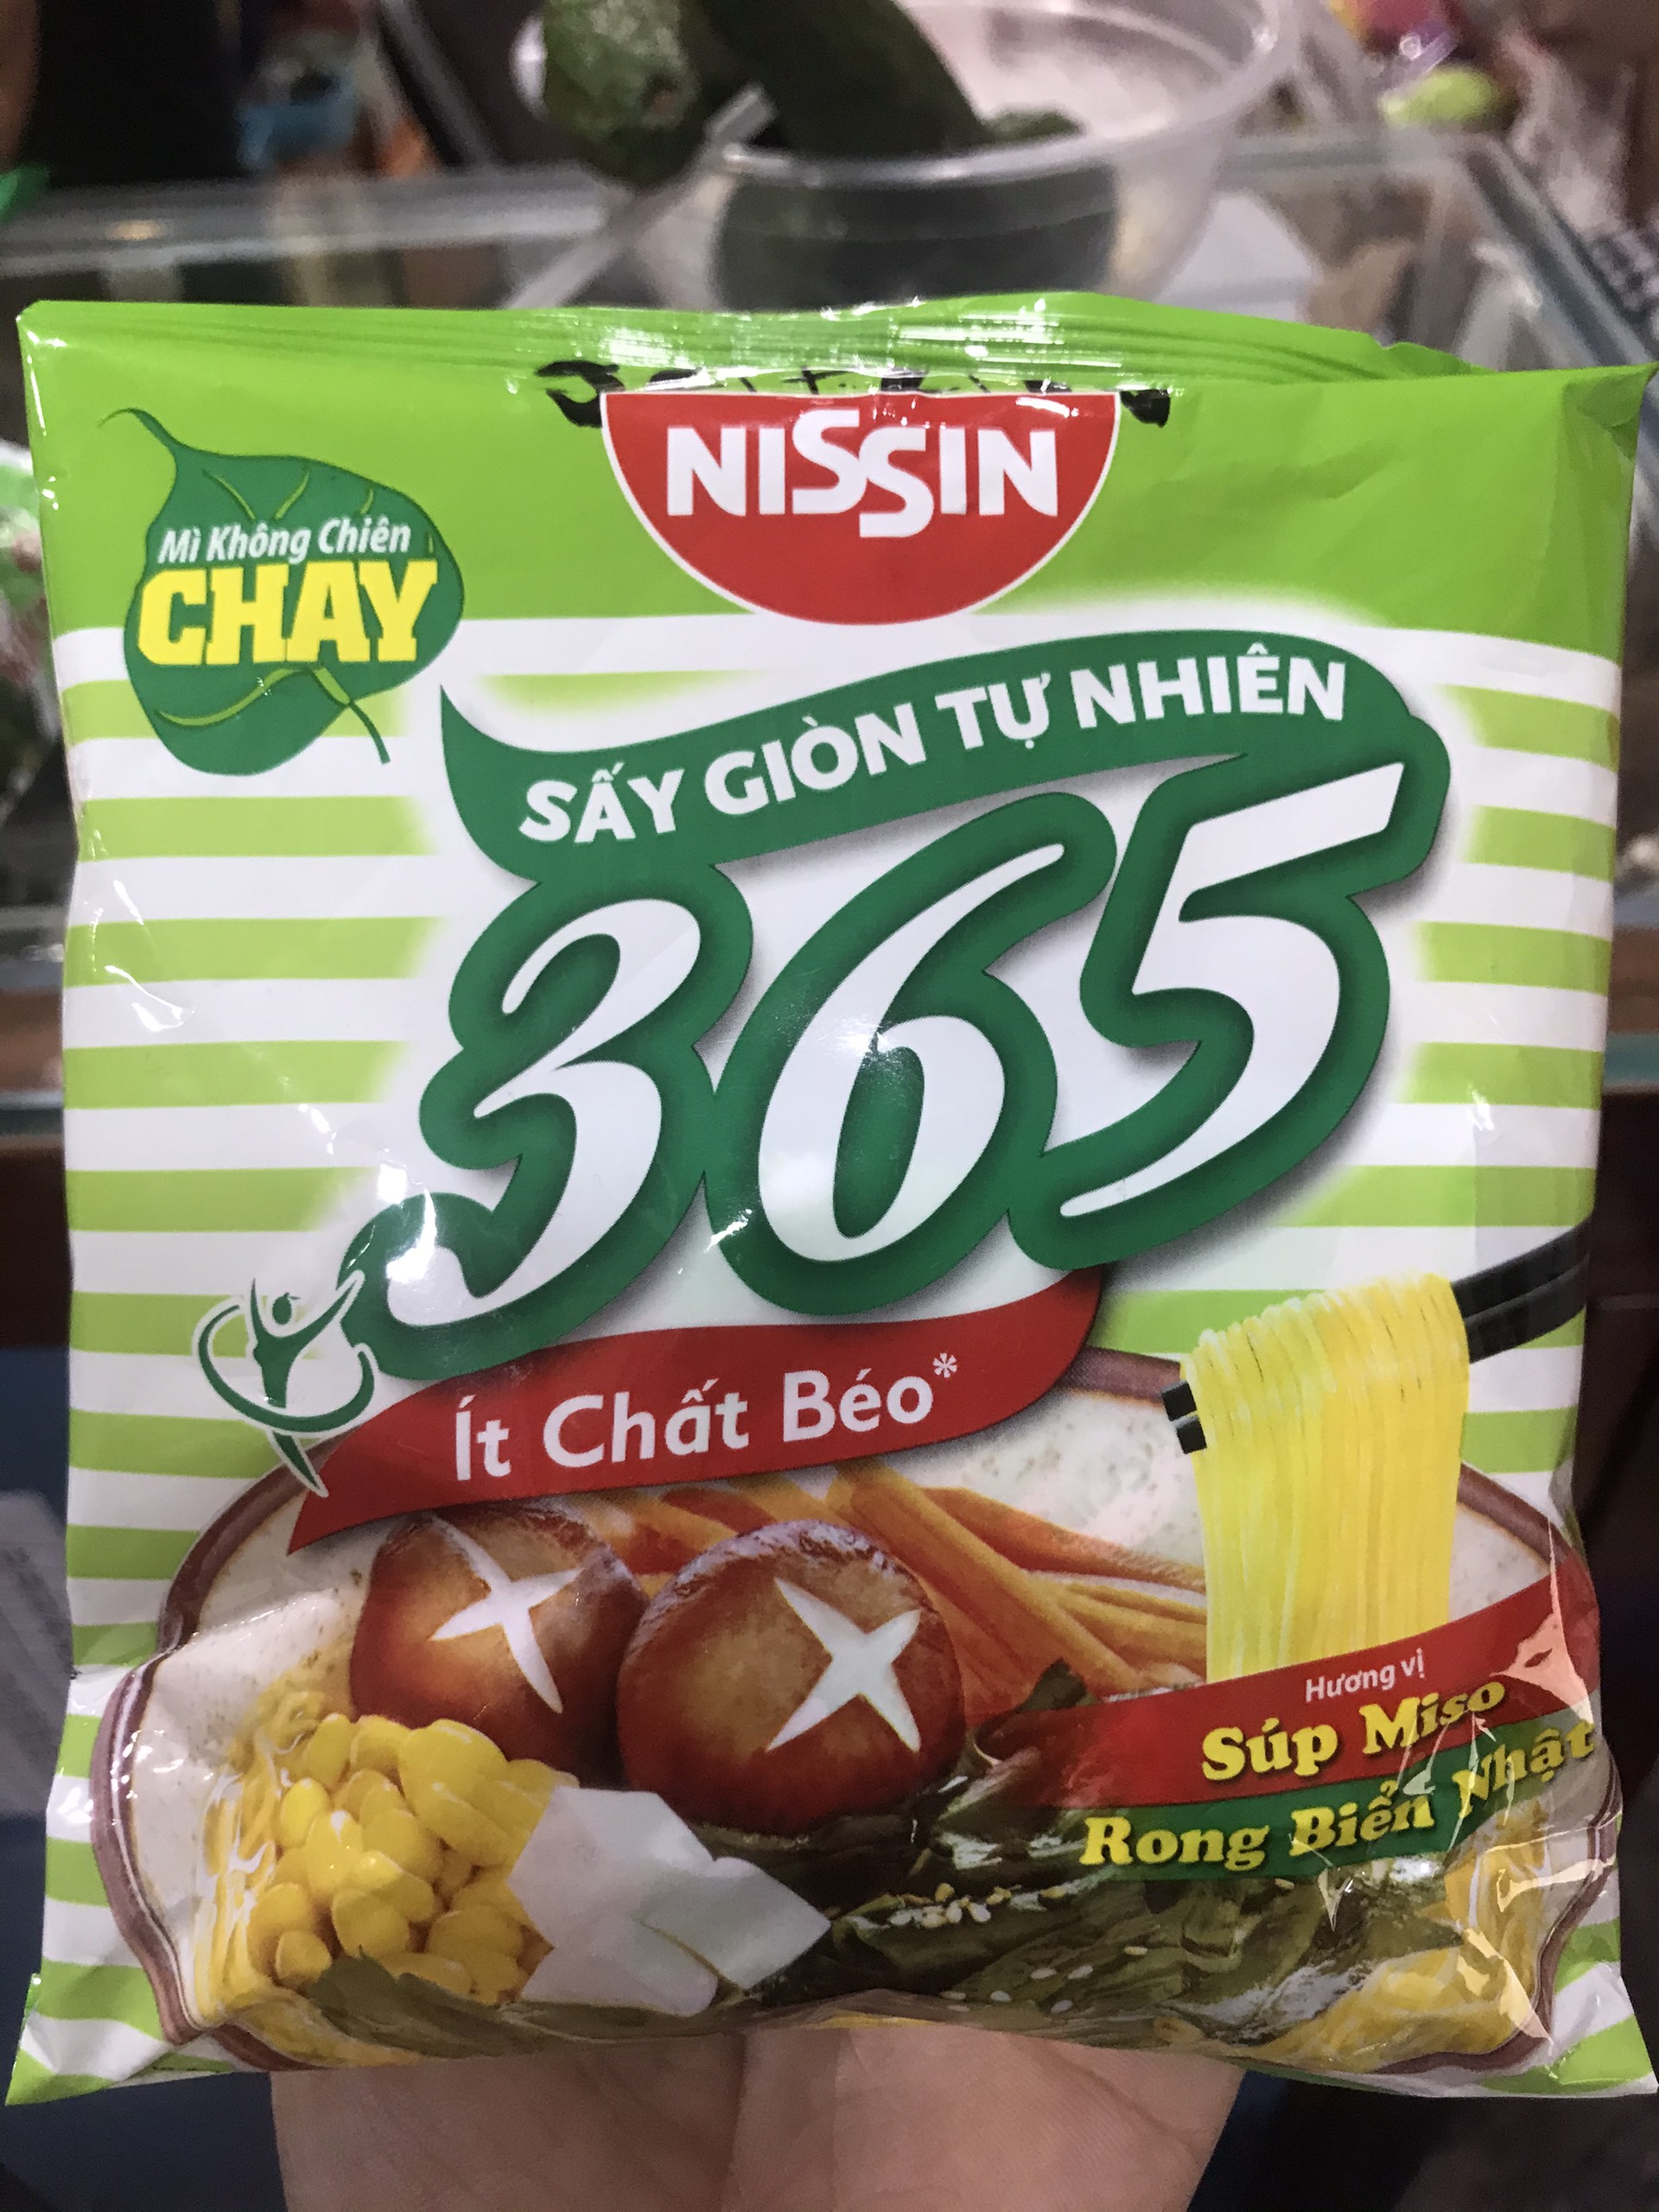 NISSIN
Mì Không Chiên
CHAY
SẤY GIÒN TỰ NHIÊN
365
Ít Chất Béo*
Hương vị
Súp Miso
Rong Biển Nhật